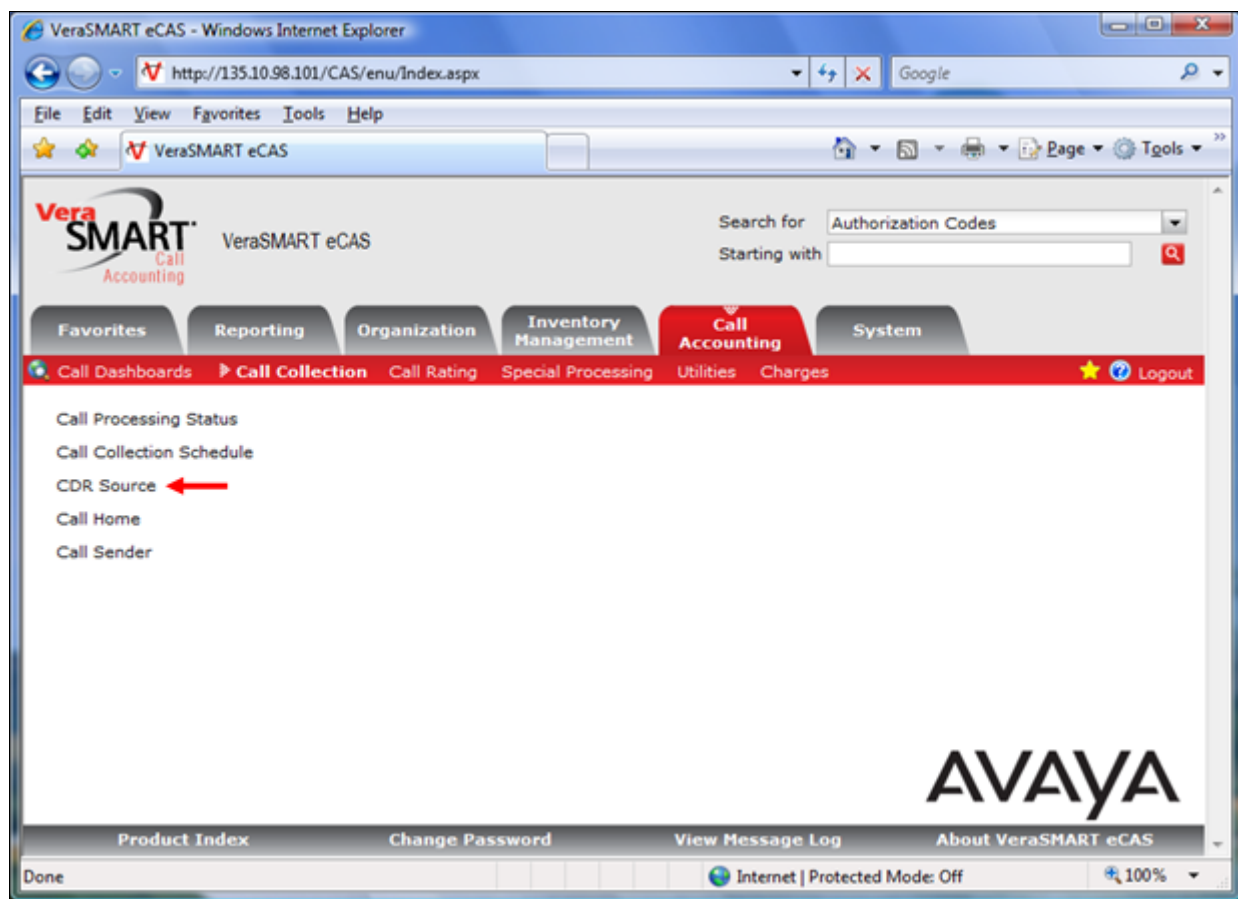 VeraSMART eCAS - Windows Internet Explorer
http://135.10.98.101/CAS/enu/Index.aspx
Google
File Edit View Favorites Tools Help
VeraSMART eCAS
Page Tools
Vera
SMART
Call
Accounting
VeraSMART eCAS
Search for Authorization Codes
Starting with
Favorites Reporting Organization Inventory Management Call Accounting System
Call Dashboards Call Collection Call Rating Special Processing Utilities Charges Logout
Call Processing Status
Call Collection Schedule
CDR Source
Call Home
Call Sender
AVAYA
Product Index Change Password View Message Log About VeraSMART eCAS
Done Internet | Protected Mode: Off 100%